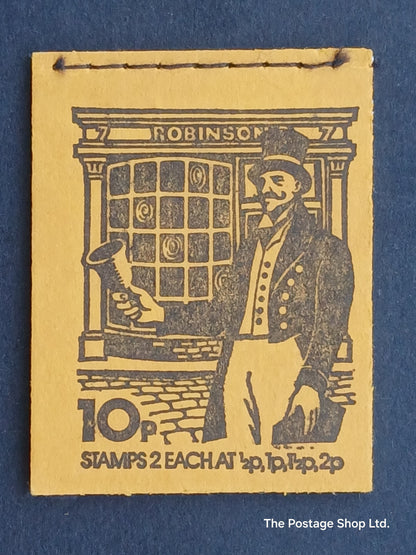 7 ROBINSON 7
10p
STAMPS 2 EACH AT ½p, 1p, 1½p, 2p
The Postage Shop Ltd.